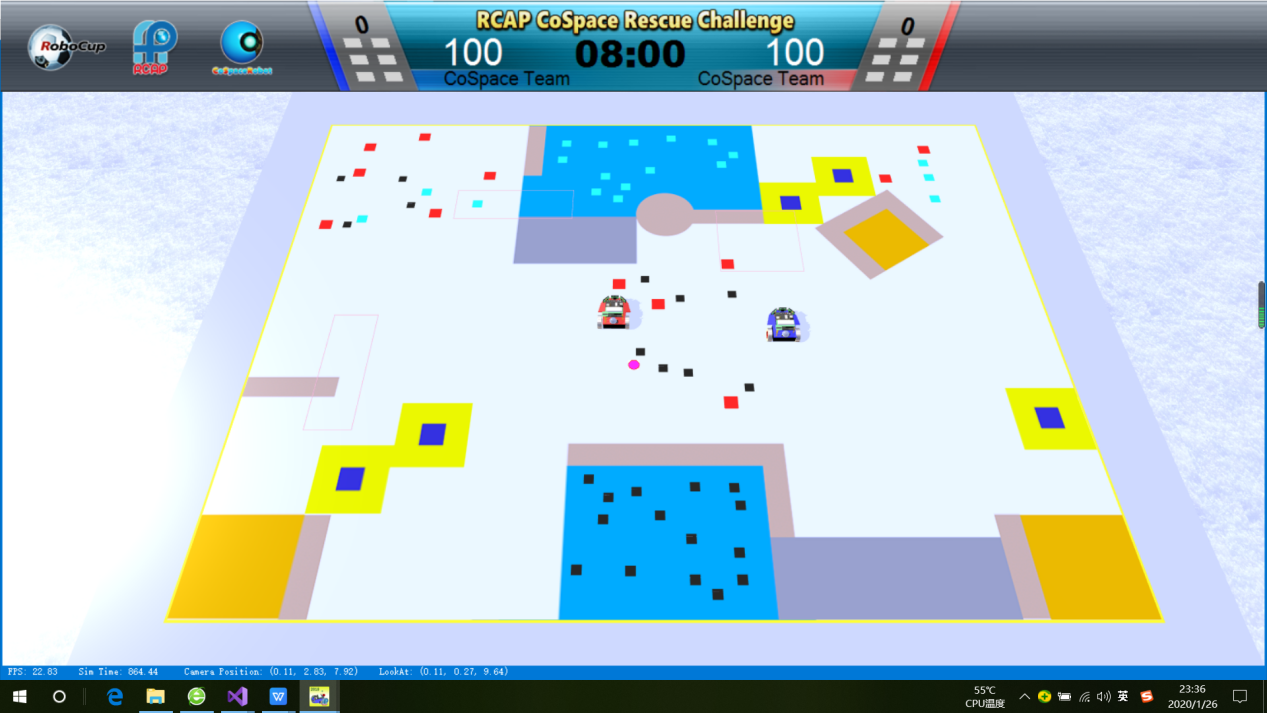 RCAP CoSpace Rescue Challenge
0
0
100
08:00
100
CoSpace Team
CoSpace Team
RoboCup
RCAP
CoSpaceRobot
FPS: 22.83 Sim Time: 864.44 Camera Position: (0.11, 2.83, 7.92) LookAt: (0.11, 0.27, 9.64)
55℃
CPU温度
英
23:36
2020/1/26